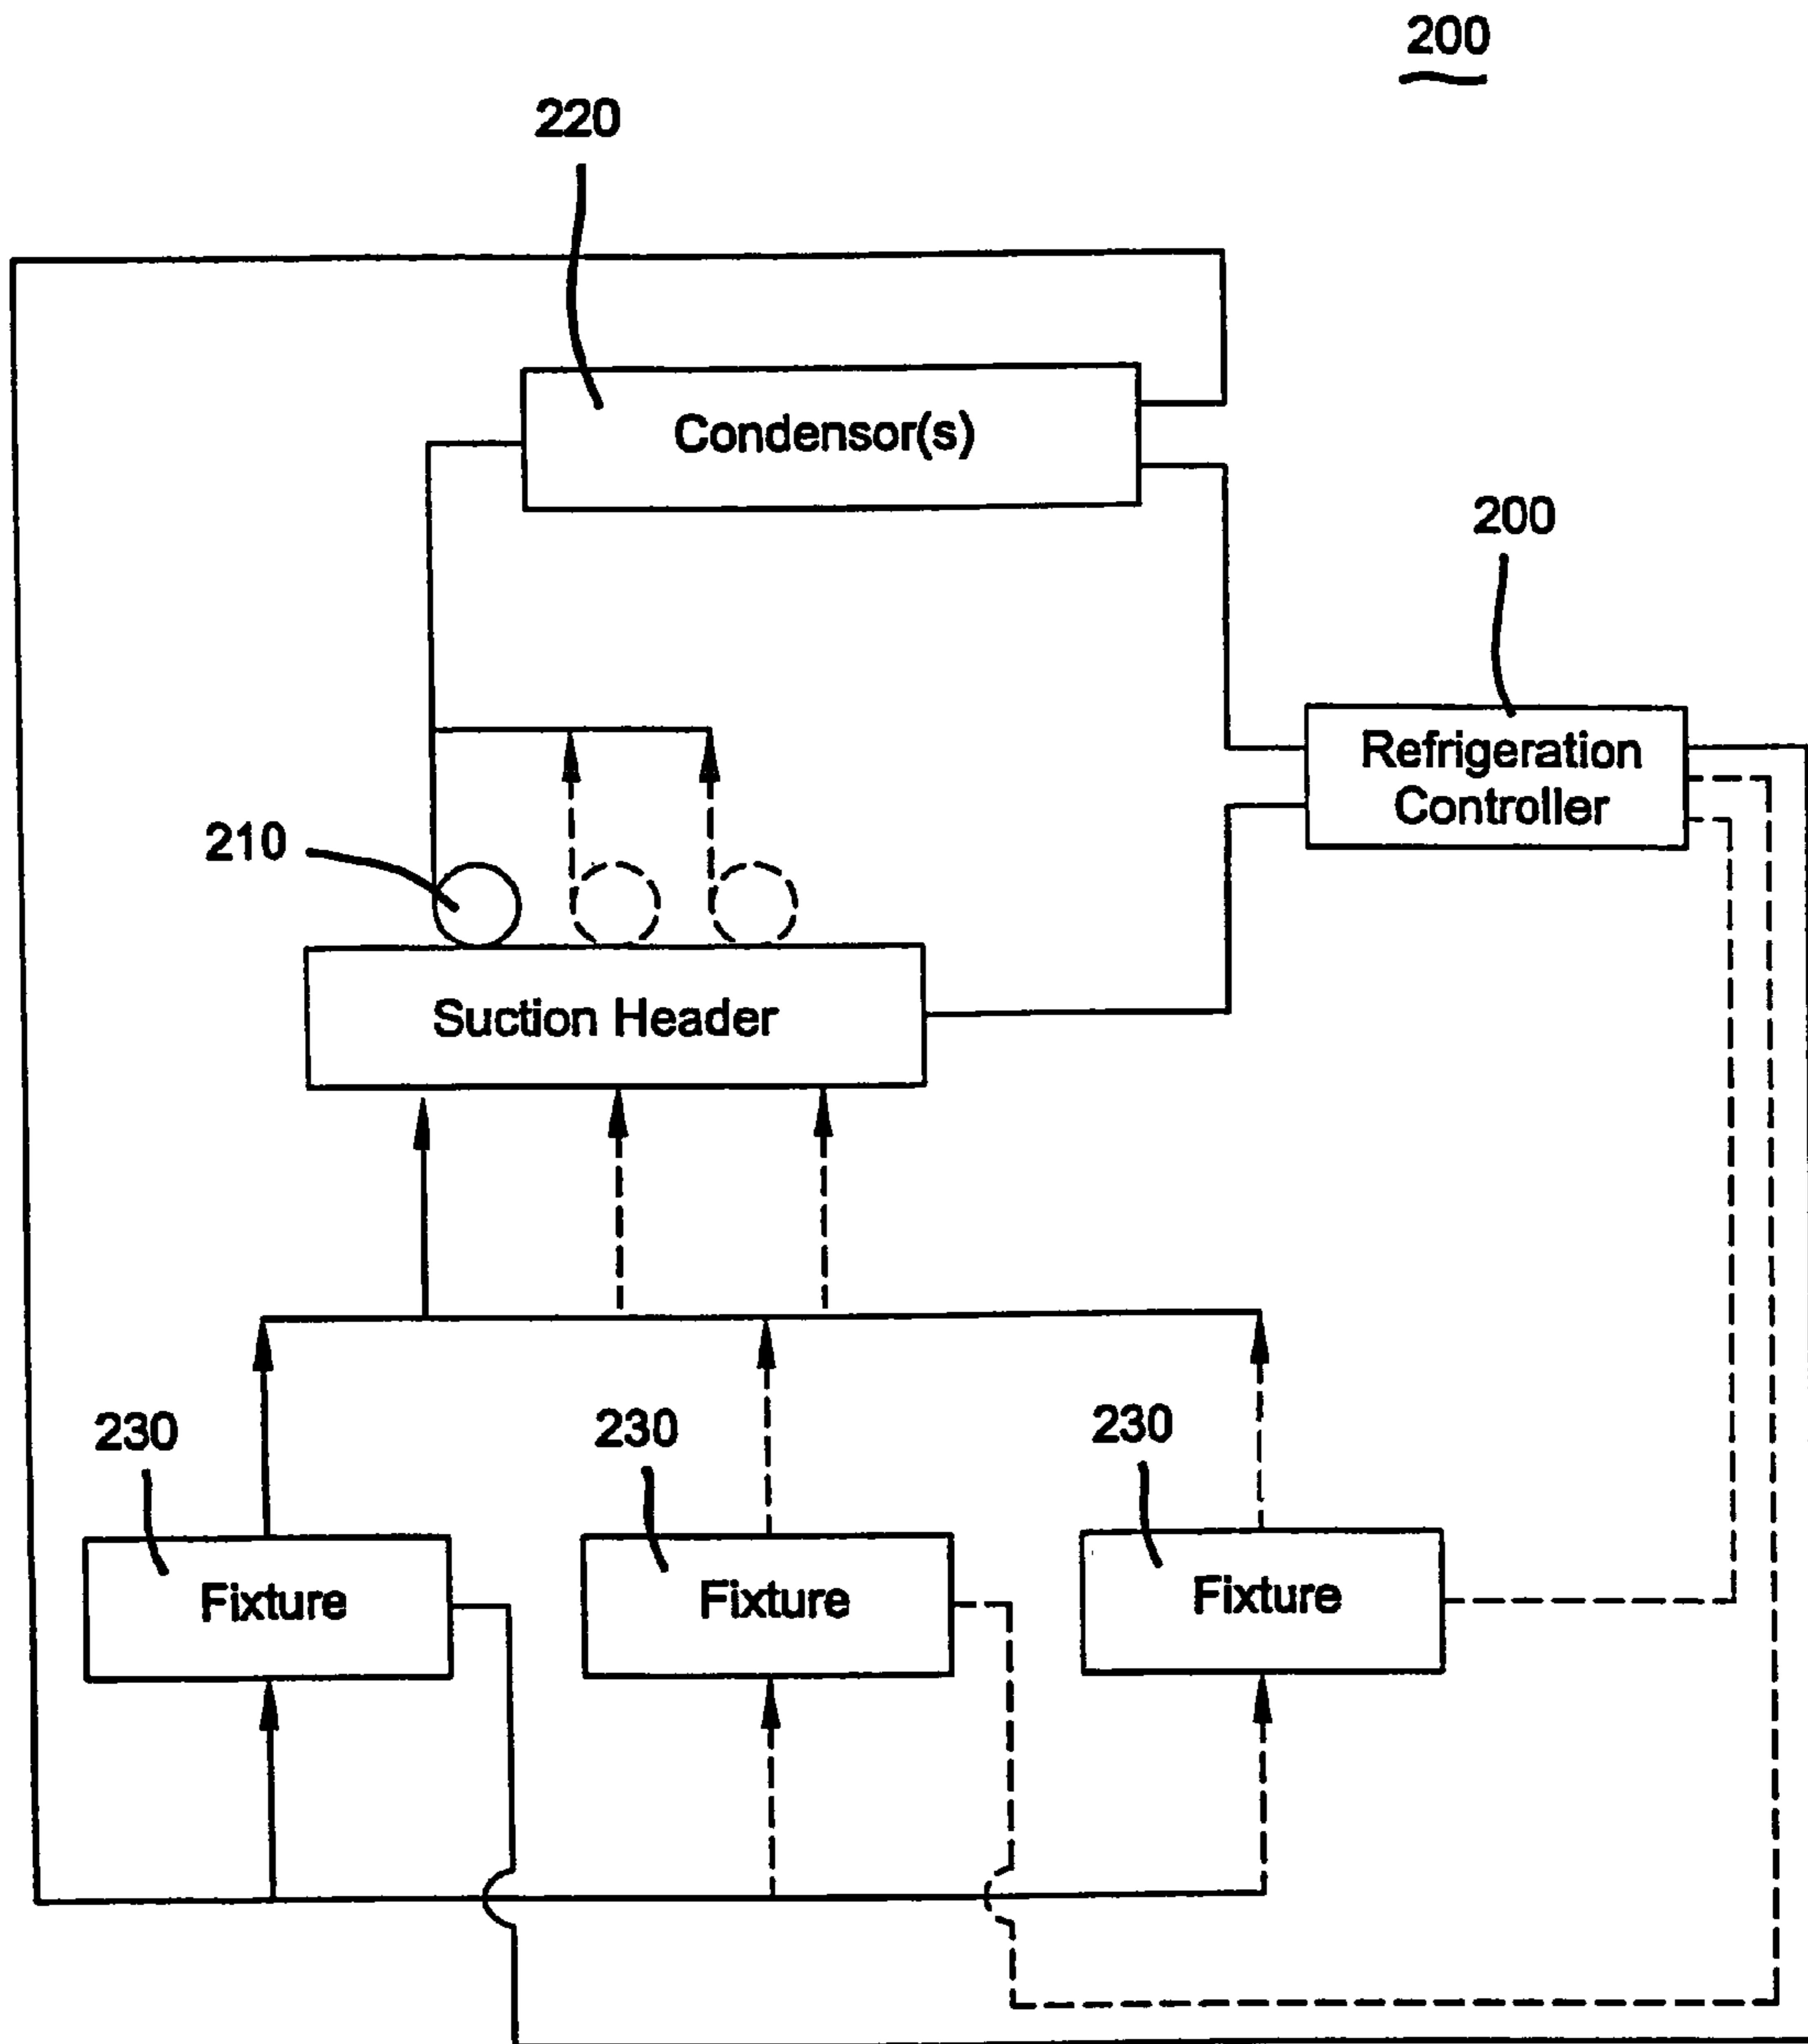 200
220
Condensor(s)
200
Refrigeration
Controller
210
Suction Header
230
230
230
Fixture
Fixture
Fixture